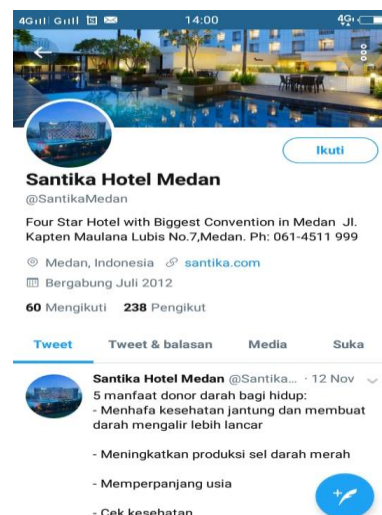 4G G 14:00 4G
Ikuti
Santika Hotel Medan
@SantikaMedan
Four Star Hotel with Biggest Convention in Medan Jl.
Kapten Maulana Lubis No.7,Medan. Ph: 061-4511 999
Medan, Indonesia santika.com
Bergabung Juli 2012
60 Mengikuti 238 Pengikut
Tweet Tweet & balasan Media Suka
Santika Hotel Medan @Santika... · 12 Nov
5 manfaat donor darah bagi hidup:
- Menhafa kesehatan jantung dan membuat
darah mengalir lebih lancar
- Meningkatkan produksi sel darah merah
- Memperpanjang usia
- Cek kesehatan